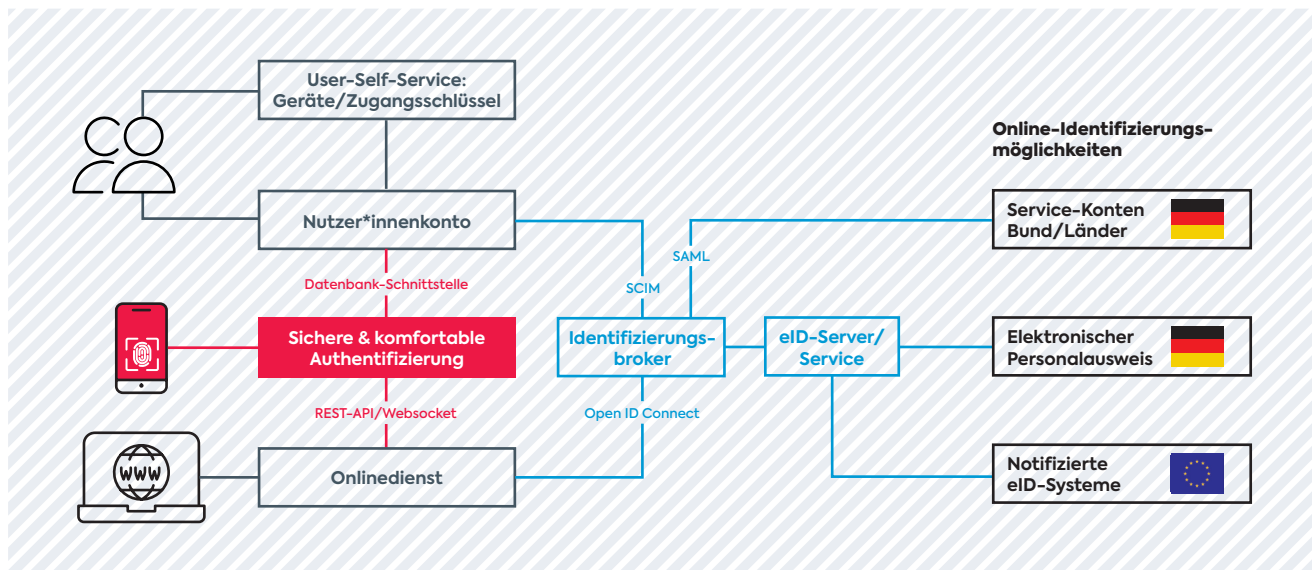 User-Self-Service:
Geräte/Zugangsschlüssel
Online-Identifizierungs-
möglichkeiten
Nutzer*innenkonto
Service-Konten
Bund/Länder
SAML
Datenbank-Schnittstelle
SCIM
Sichere & komfortable
Authentifizierung
Identifizierungs-
broker
eID-Server/
Service
Elektronischer
Personalausweis
REST-API/Websocket
Open ID Connect
WWW
Onlinedienst
Notifizierte
eID-Systeme